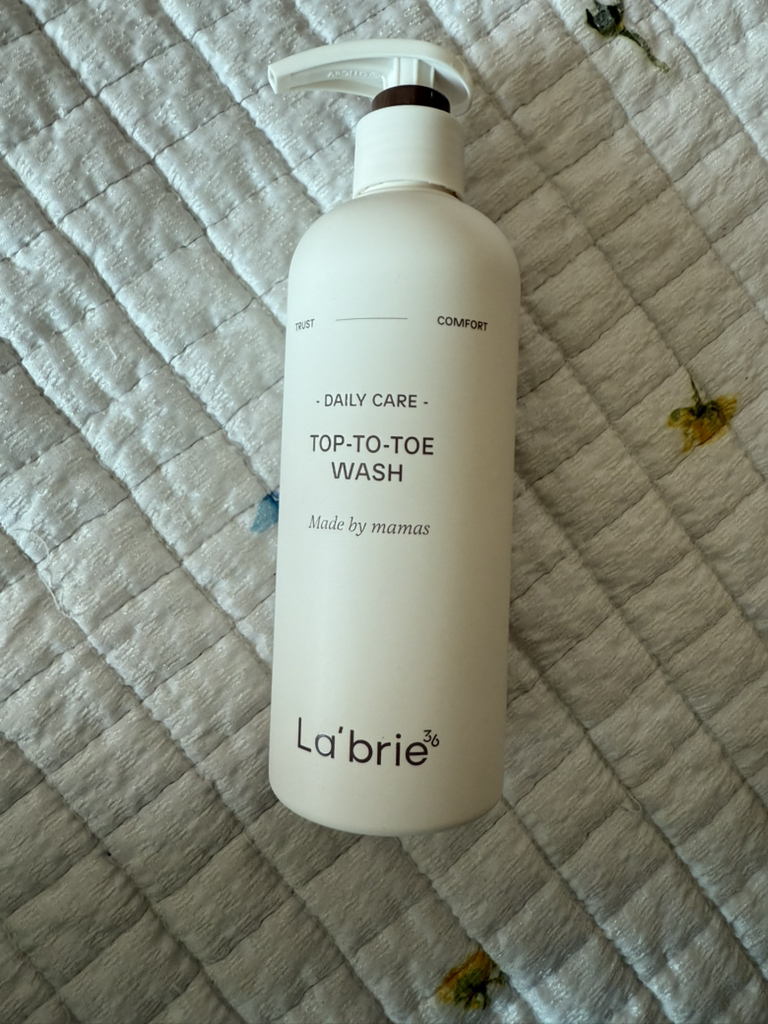 TRUST COMFORT
- DAILY CARE -
TOP-TO-TOE
WASH
Made by mamas
La'brie36